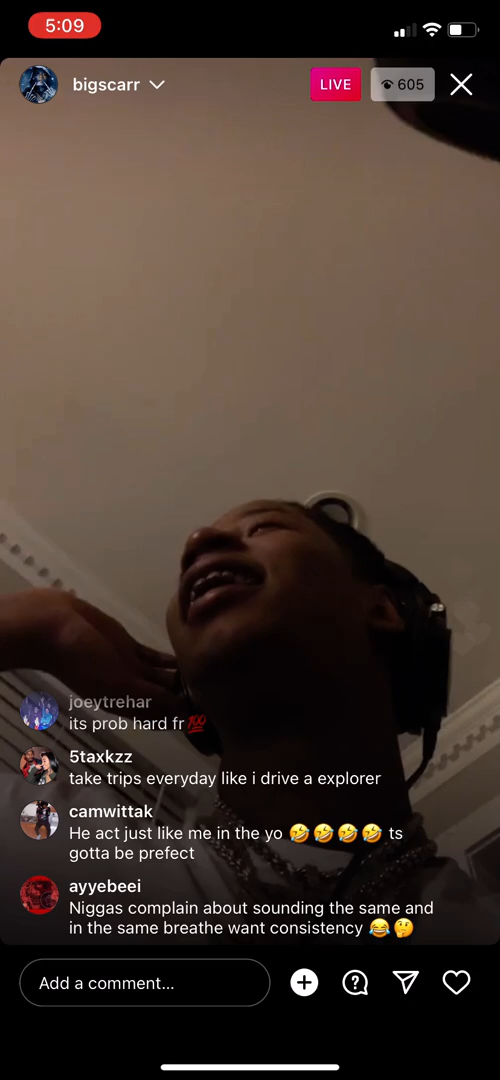 5:09
bigscarr
LIVE
605
joeytrehar
its prob hard fr 💯
5taxkzz
take trips everyday like i drive a explorer
camwittak
He act just like me in the yo 🤣🤣🤣🤣 ts
gotta be prefect
ayyebeei
Niggas complain about sounding the same and
in the same breathe want consistency 😂🤔
Add a comment...